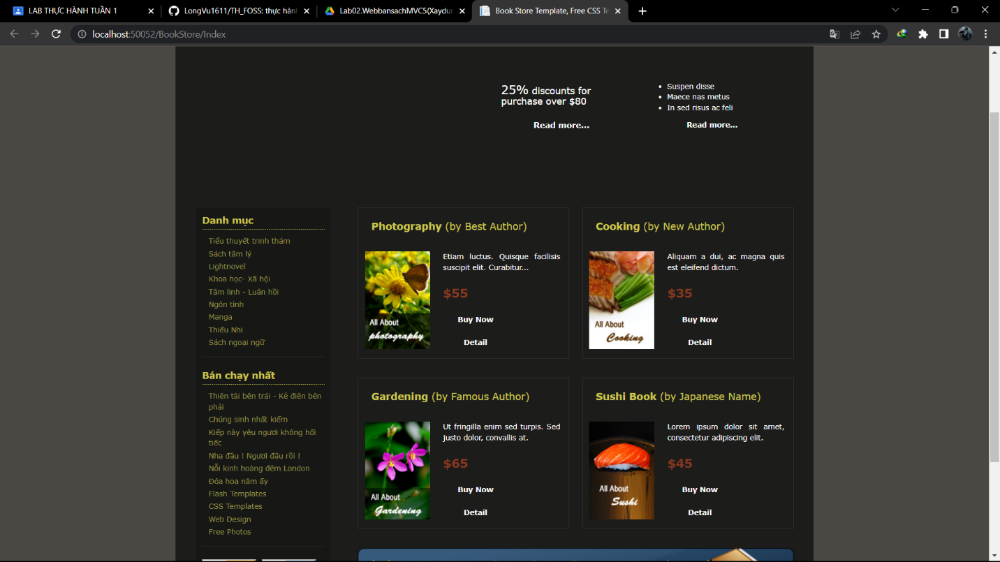 LAB THỰC HÀNH TUẦN 1
LongVu1611/TH_FOSS: thực hành
Lab02.WebbansachMVC5(Xaydun
Book Store Template, Free CSS Te
localhost:50052/BookStore/Index
25% discounts for
purchase over $80
Read more...
Suspen disse
Maece nas metus
In sed risus ac feli
Read more...
Danh mục
Tiểu thuyết trinh thám
Sách tâm lý
Lightnovel
Khoa học- Xã hội
Tâm linh - Luân hồi
Ngôn tình
Manga
Thiếu Nhi
Sách ngoại ngữ
Bán chạy nhất
Thiên tài bên trái - Kẻ điên bên
phải
Chúng sinh nhất kiếm
Kiếp này yêu ngươi không hối
tiếc
Nha đầu ! Ngươi đâu rồi !
Nỗi kinh hoàng đêm London
Đóa hoa năm ấy
Flash Templates
CSS Templates
Web Design
Free Photos
Photography (by Best Author)
All About
photography
Etiam luctus. Quisque facilisis
suscipit elit. Curabitur...
$55
Buy Now
Detail
Cooking (by New Author)
All About
Cooking
Aliquam a dui, ac magna quis
est eleifend dictum.
$35
Buy Now
Detail
Gardening (by Famous Author)
All About
Gardening
Ut fringilla enim sed turpis. Sed
justo dolor, convallis at.
$65
Buy Now
Detail
Sushi Book (by Japanese Name)
All About
Sushi
Lorem ipsum dolor sit amet,
consectetur adipiscing elit.
$45
Buy Now
Detail